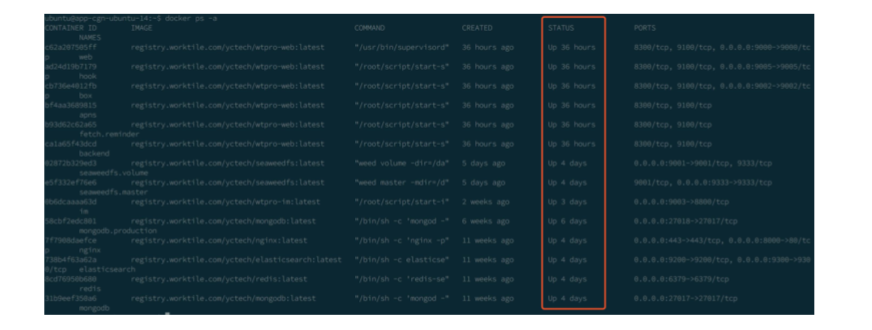 ubuntu@app-cgn-ubuntu-14:~$ docker ps -a
CONTAINER ID IMAGE COMMAND CREATED STATUS PORTS
NAMES
c62a287505ff registry.worktile.com/yctech/wtpro-web:latest "/usr/bin/supervisord" 36 hours ago Up 36 hours 8300/tcp, 9100/tcp, 0.0.0.0:9000->9000/tc
p web
ad24d19b7179 registry.worktile.com/yctech/wtpro-web:latest "/root/script/start-s" 36 hours ago Up 36 hours 8300/tcp, 9100/tcp, 0.0.0.0:9005->9005/tc
p hook
cb736e4012fb registry.worktile.com/yctech/wtpro-web:latest "/root/script/start-s" 36 hours ago Up 36 hours 8300/tcp, 9100/tcp, 0.0.0.0:9002->9002/tc
p box
bf4aa3689815 registry.worktile.com/yctech/wtpro-web:latest "/root/script/start-s" 36 hours ago Up 36 hours 8300/tcp, 9100/tcp
apns
b93d62c62a65 registry.worktile.com/yctech/wtpro-web:latest "/root/script/start-s" 36 hours ago Up 36 hours 8300/tcp, 9100/tcp
fetch.reminder
ca1a65f43dcd registry.worktile.com/yctech/wtpro-web:latest "/root/script/start-s" 36 hours ago Up 36 hours 8300/tcp, 9100/tcp
backend
02872b329ed3 registry.worktile.com/yctech/seaweedfs:latest "weed volume -dir=/da" 5 days ago Up 4 days 0.0.0.0:9001->9001/tcp, 9333/tcp
seaweedfs.volume
e5f332ef76e6 registry.worktile.com/yctech/seaweedfs:latest "weed master -mdir=/d" 5 days ago Up 4 days 9001/tcp, 0.0.0.0:9333->9333/tcp
seaweedfs.master
0b6dcaaaa63d registry.worktile.com/yctech/wtpro-im:latest "/root/script/start-i" 2 weeks ago Up 3 days 0.0.0.0:9003->8800/tcp
im
50cbf2edc801 registry.worktile.com/yctech/mongodb:latest "/bin/sh -c 'mongod -" 6 weeks ago Up 6 days 0.0.0.0:27018->27017/tcp
mongodb.production
7f7908daefce registry.worktile.com/yctech/nginx:latest "/bin/sh -c 'nginx -p" 11 weeks ago Up 4 days 0.0.0.0:443->443/tcp, 0.0.0.0:8000->80/tc
p nginx
738b4f63a62a registry.worktile.com/yctech/elasticsearch:latest "/bin/sh -c elasticse" 11 weeks ago Up 4 days 0.0.0.0:9200->9200/tcp, 0.0.0.0:9300->930
0/tcp elasticsearch
8cd76950b680 registry.worktile.com/yctech/redis:latest "/bin/sh -c 'redis-se" 11 weeks ago Up 4 days 0.0.0.0:6379->6379/tcp
redis
31b9eef358a6 registry.worktile.com/yctech/mongodb:latest "/bin/sh -c 'mongod -" 11 weeks ago Up 4 days 0.0.0.0:27017->27017/tcp
mongodb